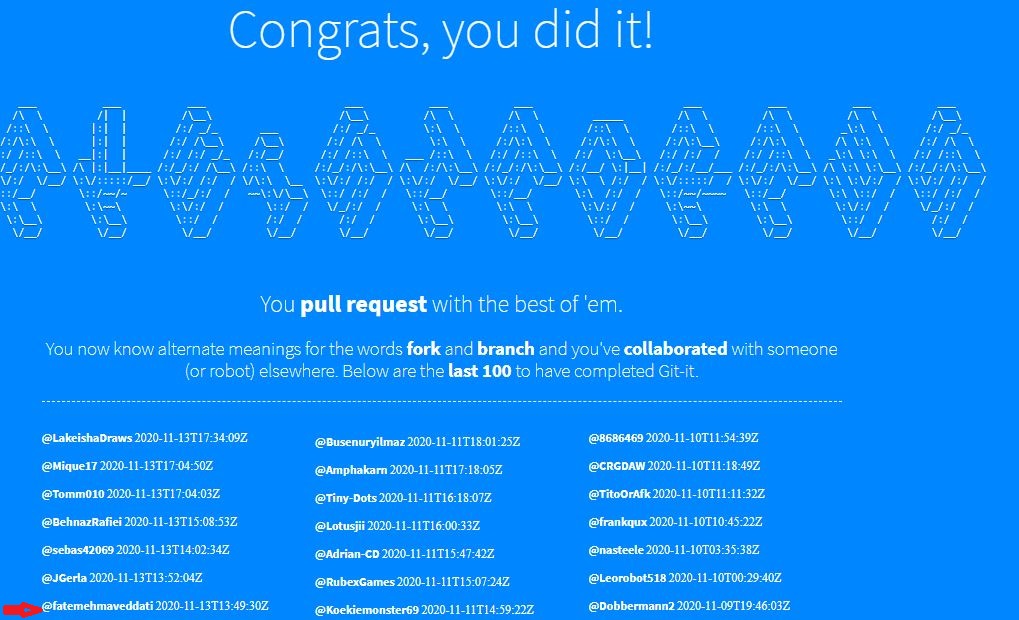 Congrats, you did it!
You pull request with the best of 'em.
You now know alternate meanings for the words fork and branch and you've collaborated with someone
(or robot) elsewhere. Below are the last 100 to have completed Git-it.
@LakeishaDraws 2020-11-13T17:34:09Z
@Mique17 2020-11-13T17:04:50Z
@Tomm010 2020-11-13T17:04:03Z
@BehnazRafiei 2020-11-13T15:08:53Z
@sebas42069 2020-11-13T14:02:34Z
@JGerla 2020-11-13T13:52:04Z
@fatemehmaveddati 2020-11-13T13:49:30Z
@Busenuryilmaz 2020-11-11T18:01:25Z
@Amphakarn 2020-11-11T17:18:05Z
@Tiny-Dots 2020-11-11T16:18:07Z
@Lotusjii 2020-11-11T16:00:33Z
@Adrian-CD 2020-11-11T15:47:42Z
@RubexGames 2020-11-11T15:07:24Z
@Koekiemonster69 2020-11-11T14:59:22Z
@8686469 2020-11-10T11:54:39Z
@CRGDAW 2020-11-10T11:18:49Z
@TitoOrAfk 2020-11-10T11:11:32Z
@frankqux 2020-11-10T10:45:22Z
@nasteele 2020-11-10T03:35:38Z
@Leorobot518 2020-11-10T00:29:40Z
@Dobbermann2 2020-11-09T19:46:03Z